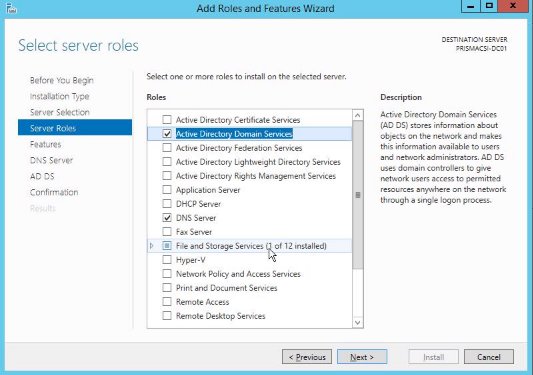 Add Roles and Features Wizard
Select server roles
DESTINATION SERVER
PRISMACSI-DC01
Before You Begin
Installation Type
Server Selection
Server Roles
Features
DNS Server
AD DS
Confirmation
Results
Select one or more roles to install on the selected server.
Roles
Active Directory Certificate Services
Active Directory Domain Services
Active Directory Federation Services
Active Directory Lightweight Directory Services
Active Directory Rights Management Services
Application Server
DHCP Server
DNS Server
Fax Server
File and Storage Services (1 of 12 installed)
Hyper-V
Network Policy and Access Services
Print and Document Services
Remote Access
Remote Desktop Services
Description
Active Directory Domain Services
(AD DS) stores information about
objects on the network and makes
this information available to users
and network administrators. AD DS
uses domain controllers to give
network users access to permitted
resources anywhere on the network
through a single logon process.
< Previous
Next >
Install
Cancel